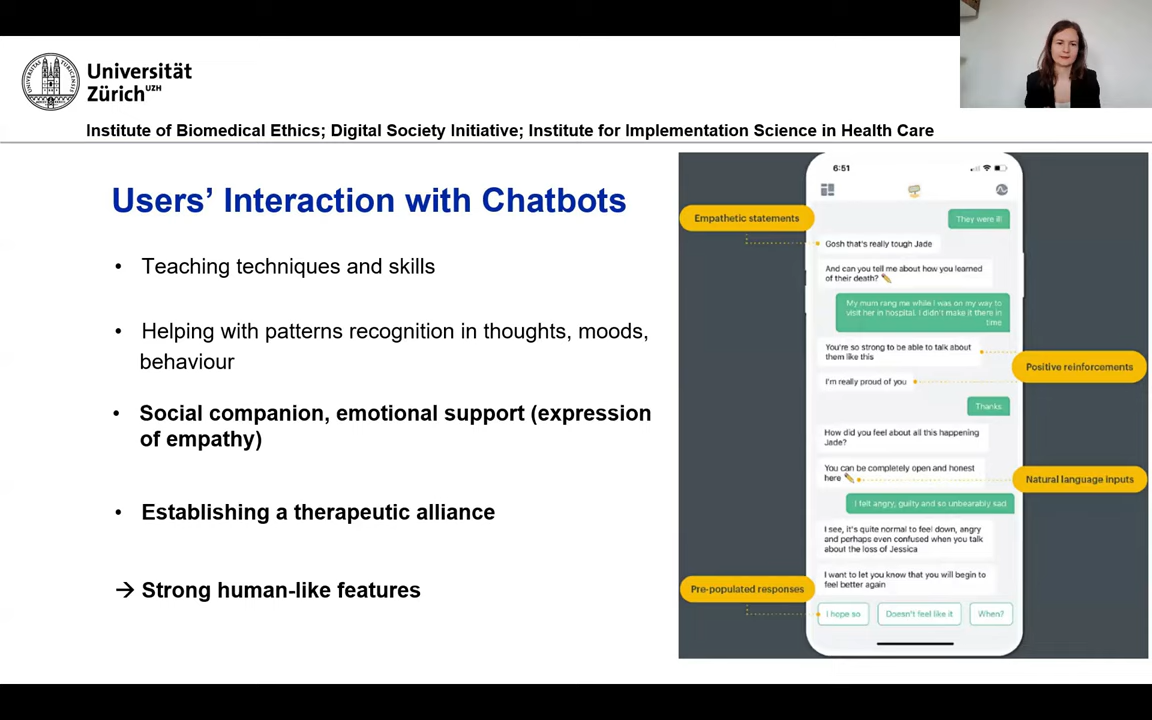 Universität
Zürich UZH
Institute of Biomedical Ethics; Digital Society Initiative; Institute for Implementation Science in Health Care
Users' Interaction with Chatbots
• Teaching techniques and skills
• Helping with patterns recognition in thoughts, moods,
behaviour
• Social companion, emotional support (expression
of empathy)
• Establishing a therapeutic alliance
→ Strong human-like features
6:51
They were ill
Empathetic statements
Gosh that's really tough Jade
And can you tell me about how you learned
of their death?
My mum rang me while I was on my way to
visit her in hospital. I didn't make it there in
time
You're so strong to be able to talk about
them like this
Positive reinforcements
I'm really proud of you
Thanks
How did you feel about all this happening
Jade?
You can be completely open and honest
here
Natural language inputs
I felt angry, guilty and so unbearably sad
I see, it's quite normal to feel down, angry
and perhaps even confused when you talk
about the loss of Jessica
I want to let you know that you will begin to
feel better again
Pre-populated responses
I hope so
Doesn't feel like it
When?